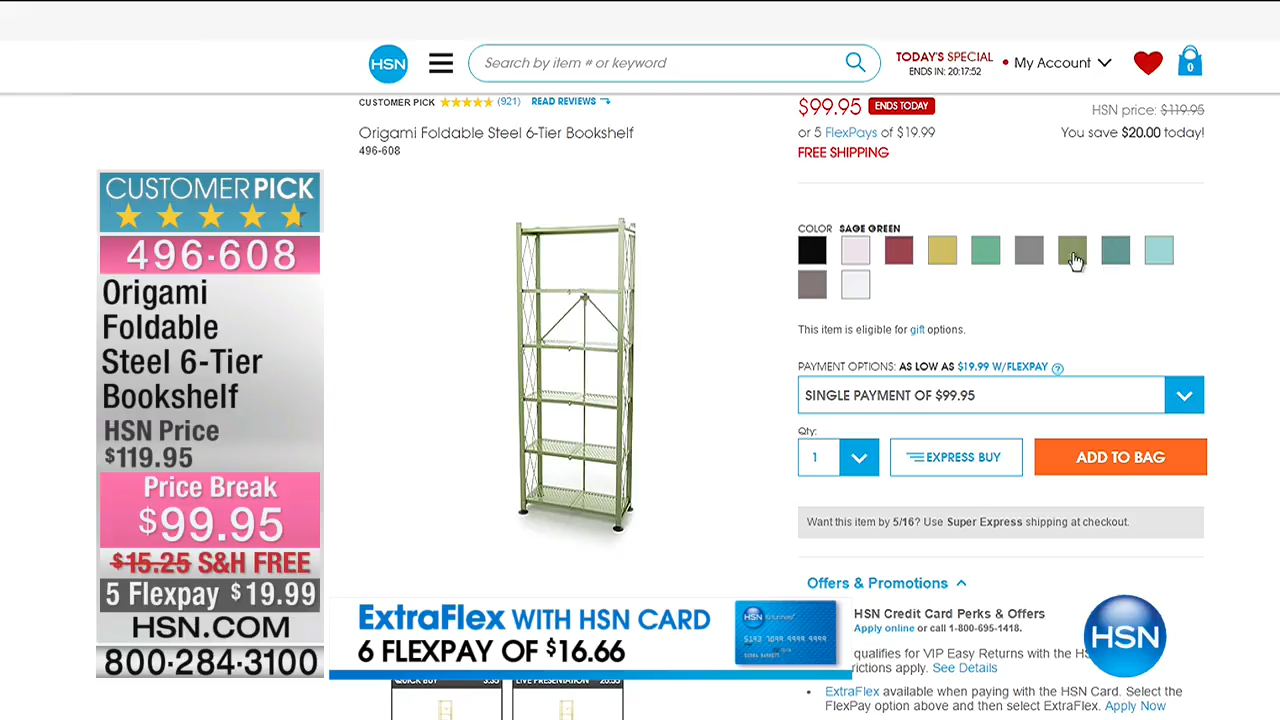 HSN
Search by item # or keyword
TODAY'S SPECIAL
ENDS IN: 20:17:52
My Account
0
CUSTOMER PICK
(921)
READ REVIEWS
Origami Foldable Steel 6-Tier Bookshelf
496-608
$99.95
ENDS TODAY
HSN price: $119.95
or 5 FlexPays of $19.99
You save $20.00 today!
FREE SHIPPING
COLOR SAGE GREEN
This item is eligible for gift options.
PAYMENT OPTIONS: AS LOW AS $19.99 W/FLEXPAY ?
SINGLE PAYMENT OF $99.95
Qty:
1
EXPRESS BUY
ADD TO BAG
Want this item by 5/16? Use Super Express shipping at checkout.
Offers & Promotions
HSN Credit Card Perks & Offers
Apply online or call 1-800-695-1418.
qualifies for VIP Easy Returns with the
apply. See Details
• ExtraFlex available when paying with the HSN Card. Select the
FlexPay option above and then select ExtraFlex. Apply Now
CUSTOMER PICK
496-608
Origami
Foldable
Steel 6-Tier
Bookshelf
HSN Price
$119.95
Price Break
$99.95
$15.25 S&H FREE
5 Flexpay $19.99
HSN.COM
800-284-3100
ExtraFlex WITH HSN CARD
6 FLEXPAY OF $16.66
HSN
HSN
QUICK BUY
LIVE PRESENTATION